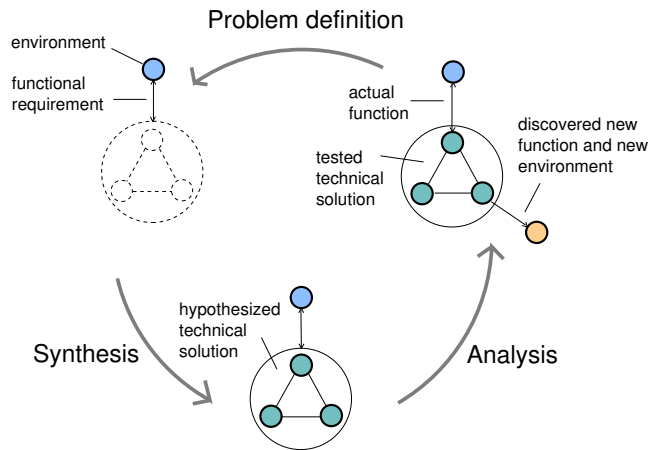 Problem definition
environment
functional
requirement
actual
function
discovered new
function and new
environment
tested
technical
solution
hypothesized
technical
solution
Synthesis
Analysis